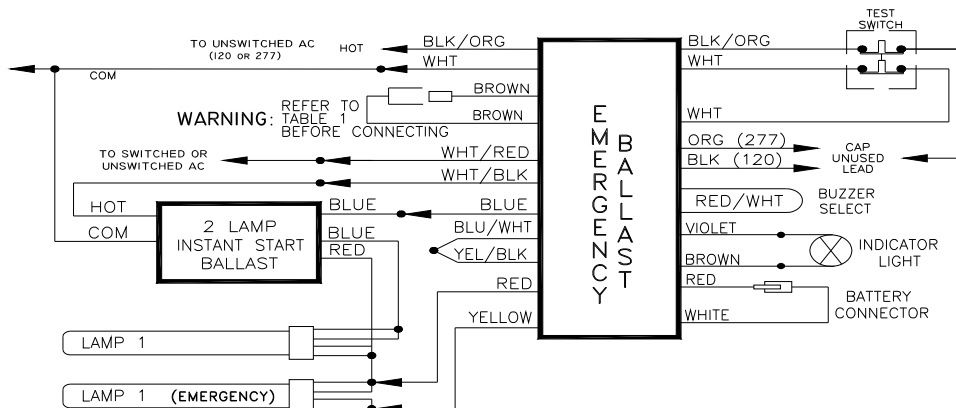 TEST
SWITCH
TO UNSWITCHED AC
(120 OR 277)
HOT
BLK/ORG
BLK/ORG
COM
WHT
WHT
BROWN
WARNING: REFER TO
TABLE 1
BEFORE CONNECTING
BROWN
WHT
EMERGENCY
BALLAST
ORG (277)
BLK (120)
CAP
UNUSED
LEAD
TO SWITCHED OR
UNSWITCHED AC
WHT/RED
WHT/BLK
RED/WHT
BUZZER
SELECT
HOT
COM
2 LAMP
INSTANT START
BALLAST
BLUE
BLUE
BLUE
RED
BLU/WHT
YEL/BLK
VIOLET
BROWN
INDICATOR
LIGHT
RED
RED
WHITE
BATTERY
CONNECTOR
YELLOW
LAMP 1
LAMP 1 (EMERGENCY)